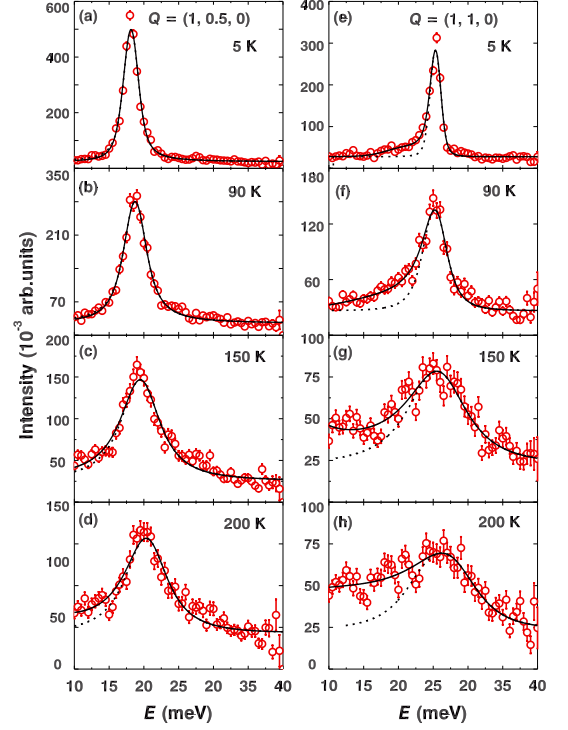 (a) Q = (1, 0.5, 0)
5 K
600
400
200
(e) Q = (1, 1, 0)
5 K
400
300
200
100
0
(b)
90 K
350
210
70
(f)
90 K
180
120
60
(c)
150 K
200
150
100
50
0
(g)
150 K
100
75
50
25
(d)
200 K
150
100
50
0
(h)
200 K
100
75
50
25
0
10 15 20 25 30 35 40
10 15 20 25 30 35 40
Intensity (10⁻³ arb.units)
E (meV)
E (meV)